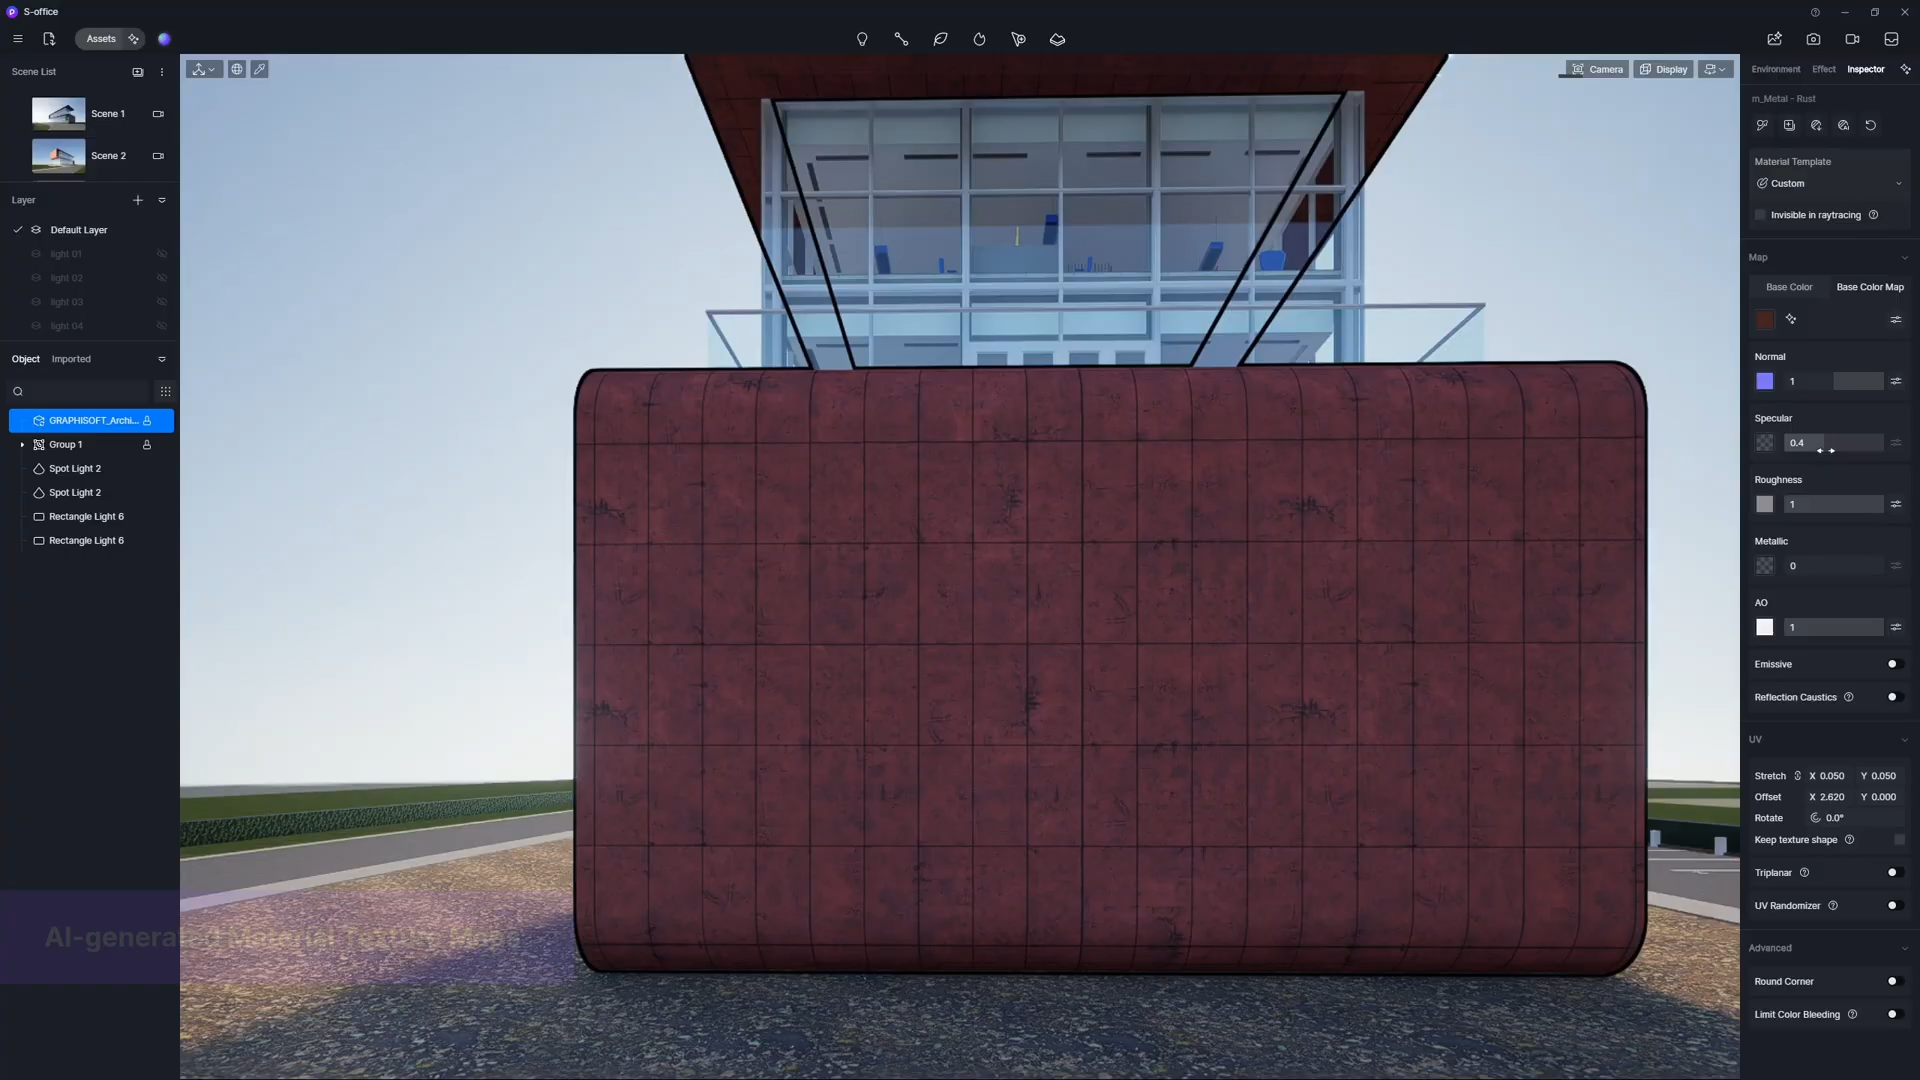 S-office
Assets
Scene List
Scene 1
Scene 2
Layer
Default Layer
light 01
light 02
light 03
light 04
Object Imported
GRAPHISOFT_Archi...
Group 1
Spot Light 2
Spot Light 2
Rectangle Light 6
Rectangle Light 6
AI-generated Material Texture Maps
Camera Display
Environment Effect Inspector
m_Metal - Rust
Material Template
Custom
Invisible in raytracing
Map
Base Color Base Color Map
Normal
1
Specular
0.4
Roughness
1
Metallic
0
AO
1
Emissive
Reflection Caustics
UV
Stretch X 0.050 Y 0.050
Offset X 2.620 Y 0.000
Rotate 0.0°
Keep texture shape
Triplanar
UV Randomizer
Advanced
Round Corner
Limit Color Bleeding